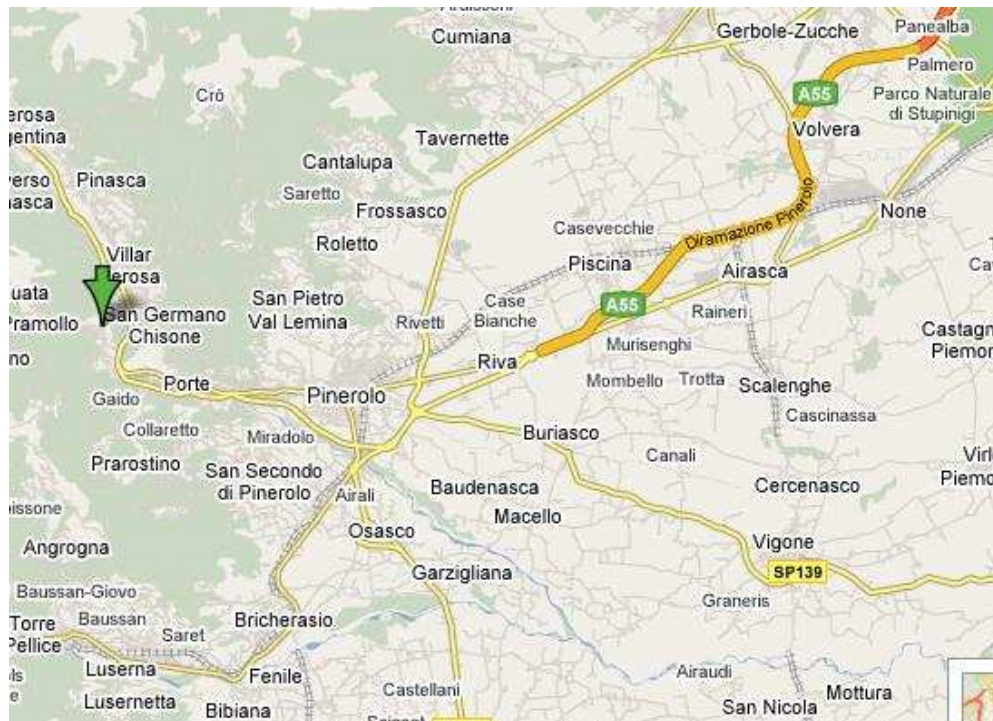 Cumiana
Gerbole-Zucche
Panealba
Palmero
Crò
A55
Parco Naturale
di Stupinigi
Volvera
Tavernette
Cantalupa
Pinasca
Saretto
Frossasco
None
Diramazione Pinerolo
Casevecchie
Roletto
Villar
Piscina
Airasca
San Pietro
Val Lemina
Case
Bianche
A55
Raineri
San Germano
Chisone
Pramollo
Rivetti
Murisenghi
Riva
Porte
Pinerolo
Mombello
Trotta
Scalenghe
Gaido
Cascinassa
Collaretto
Miradolo
Buriasco
Prarostino
San Secondo
di Pinerolo
Canali
Airali
Baudenasca
Cercenasco
Macello
Osasco
Angrogna
Vigone
Garzigliana
SP139
Baussan-Giovo
Graneris
Baussan
Bricherasio
Torre
Pellice
Saret
Luserna
Fenile
Airaudi
Lusernetta
Castellani
Mottura
Bibiana
San Nicola